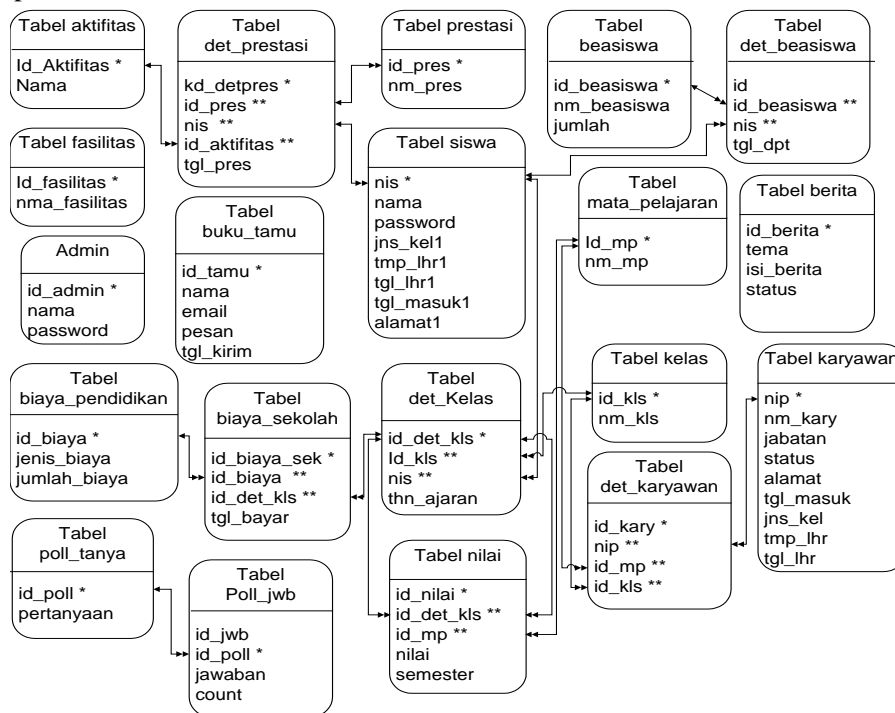 Tabel aktifitas
Id_Aktifitas *
Nama
Tabel
det_prestasi
kd_detpres *
id_pres **
nis **
id_aktifitas **
tgl_pres
Tabel prestasi
id_pres *
nm_pres
Tabel
beasiswa
id_beasiswa *
nm_beasiswa
jumlah
Tabel
det_beasiswa
id
id_beasiswa **
nis **
tgl_dpt
Tabel fasilitas
Id_fasilitas *
nma_fasilitas
Tabel
buku_tamu
id_tamu *
nama
email
pesan
tgl_kirim
Tabel siswa
nis *
nama
password
jns_kel1
tmp_lhr1
tgl_lhr1
tgl_masuk1
alamat1
Tabel
mata_pelajaran
Id_mp *
nm_mp
Tabel berita
id_berita *
tema
isi_berita
status
Admin
id_admin *
nama
password
Tabel
biaya_pendidikan
id_biaya *
jenis_biaya
jumlah_biaya
Tabel
biaya_sekolah
id_biaya_sek *
id_biaya **
id_det_kls **
tgl_bayar
Tabel
det_Kelas
id_det_kls *
Id_kls **
nis **
thn_ajaran
Tabel kelas
id_kls *
nm_kls
Tabel karyawan
nip *
nm_kary
jabatan
status
alamat
tgl_masuk
jns_kel
tmp_lhr
tgl_lhr
Tabel
det_karyawan
id_kary *
nip **
id_mp **
id_kls **
Tabel
poll_tanya
id_poll *
pertanyaan
Tabel
Poll_jwb
id_jwb
id_poll *
jawaban
count
Tabel nilai
id_nilai *
id_det_kls **
id_mp **
nilai
semester